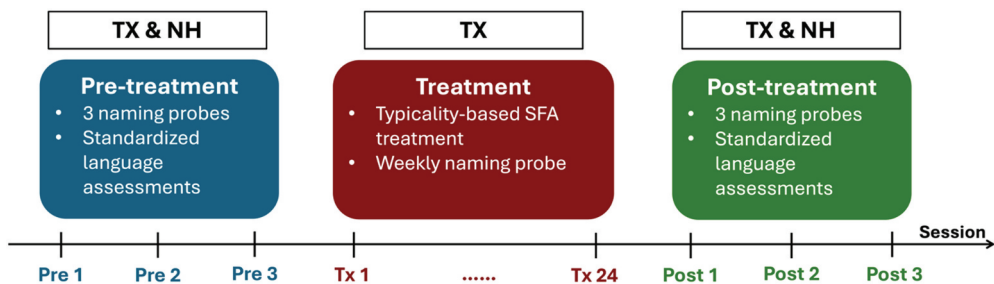 TX & NH
TX
TX & NH
Pre-treatment
• 3 naming probes
• Standardized
language
assessments
Treatment
• Typicality-based SFA
treatment
• Weekly naming probe
Post-treatment
• 3 naming probes
• Standardized
language
assessments
Session
Pre 1
Pre 2
Pre 3
Tx 1
......
Tx 24
Post 1
Post 2
Post 3